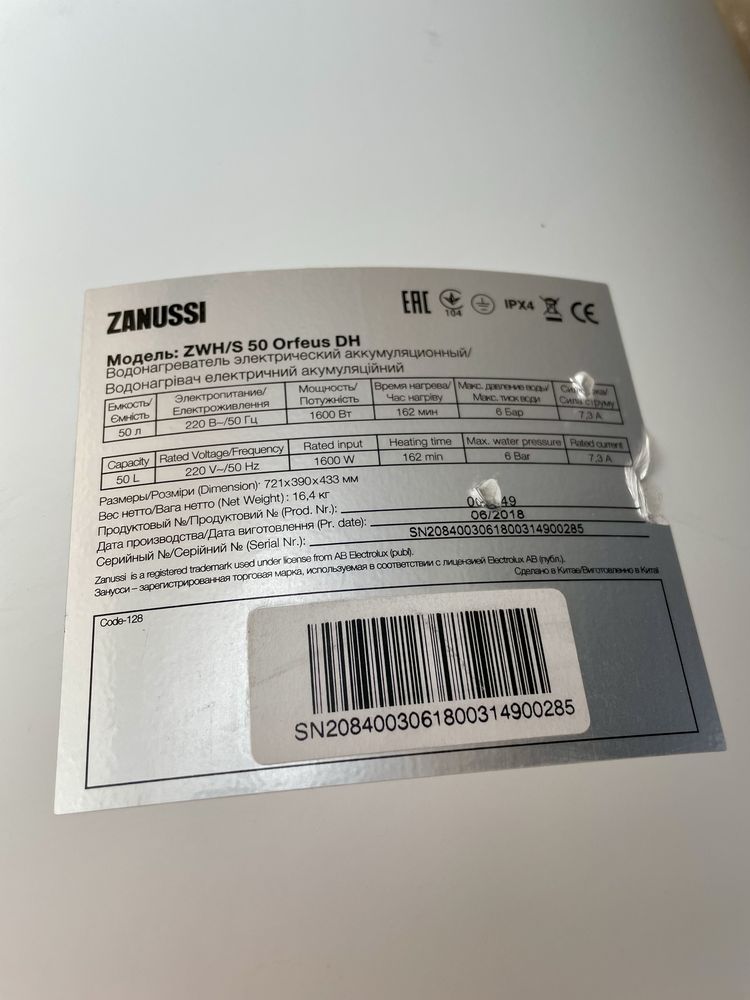 ZANUSSI
EAC 104 IPX4 CE
Модель: ZWH/S 50 Orfeus DH
Водонагреватель электрический аккумуляционный/
Водонагрівач електричний акумуляційний
Емкость/ Ємність Электропитание/ Електроживлення Мощность/ Потужність Время нагрева/ Час нагріву Макс. давление воды/ Макс. тиск води Сила струму
50 л 220 В~/50 Гц 1600 Вт 162 мин 6 Бар 7,3 А
Capacity Rated Voltage/Frequency Rated input Heating time Max. water pressure Rated current
50 L 220 V~/50 Hz 1600 W 162 min 6 Bar 7,3 A
Размеры/Розміри (Dimension): 721x390x433 мм
Вес нетто/Вага нетто (Net Weight) : 16,4 кг
Продуктовый №/Продуктовий № (Prod. Nr.):
Дата производства/Дата виготовлення (Pr. date): 06/2018
Серийный №/Серійний № (Serial Nr.): SN2084003061800314900285
Zanussi is a registered trademark used under license from AB Electrolux (publ).
Занусси – зарегистрированная торговая марка, используемая в соответствии с лицензией Electrolux AB (публ.).
Сделано в Китае/Виготовлено в Китаї
Code-128
SN2084003061800314900285